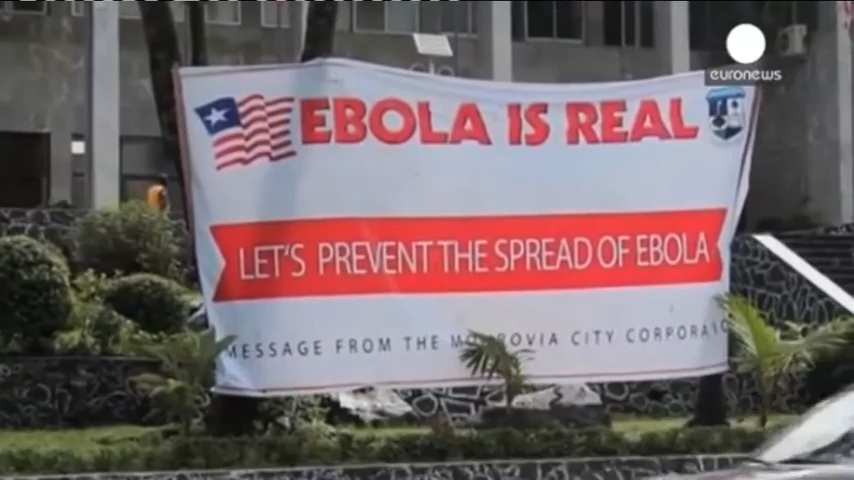 euronews
EBOLA IS REAL
LET'S PREVENT THE SPREAD OF EBOLA
MESSAGE FROM THE CITY